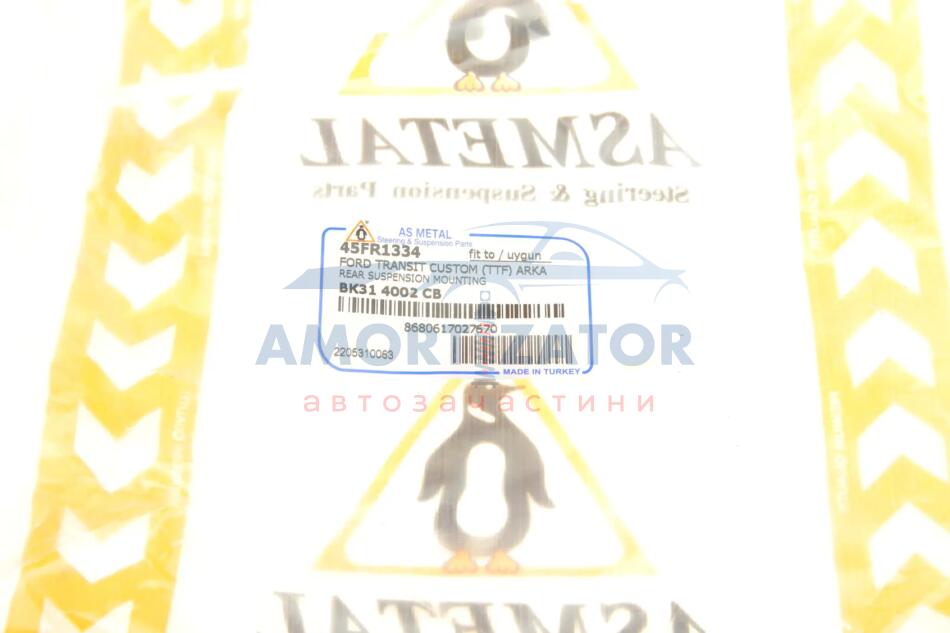 ASMETAL
Steering & Suspension Parts
AS METAL
Steering & Suspension Parts
45FR1334 fit to / uygun
FORD TRANSIT CUSTOM (TTF) ARKA
REAR SUSPENSION MOUNTING
BK31 4002 CB
8680617027670
AMORTIZATOR
2205310063
MADE IN TURKEY
автозачастини
ASMETAL